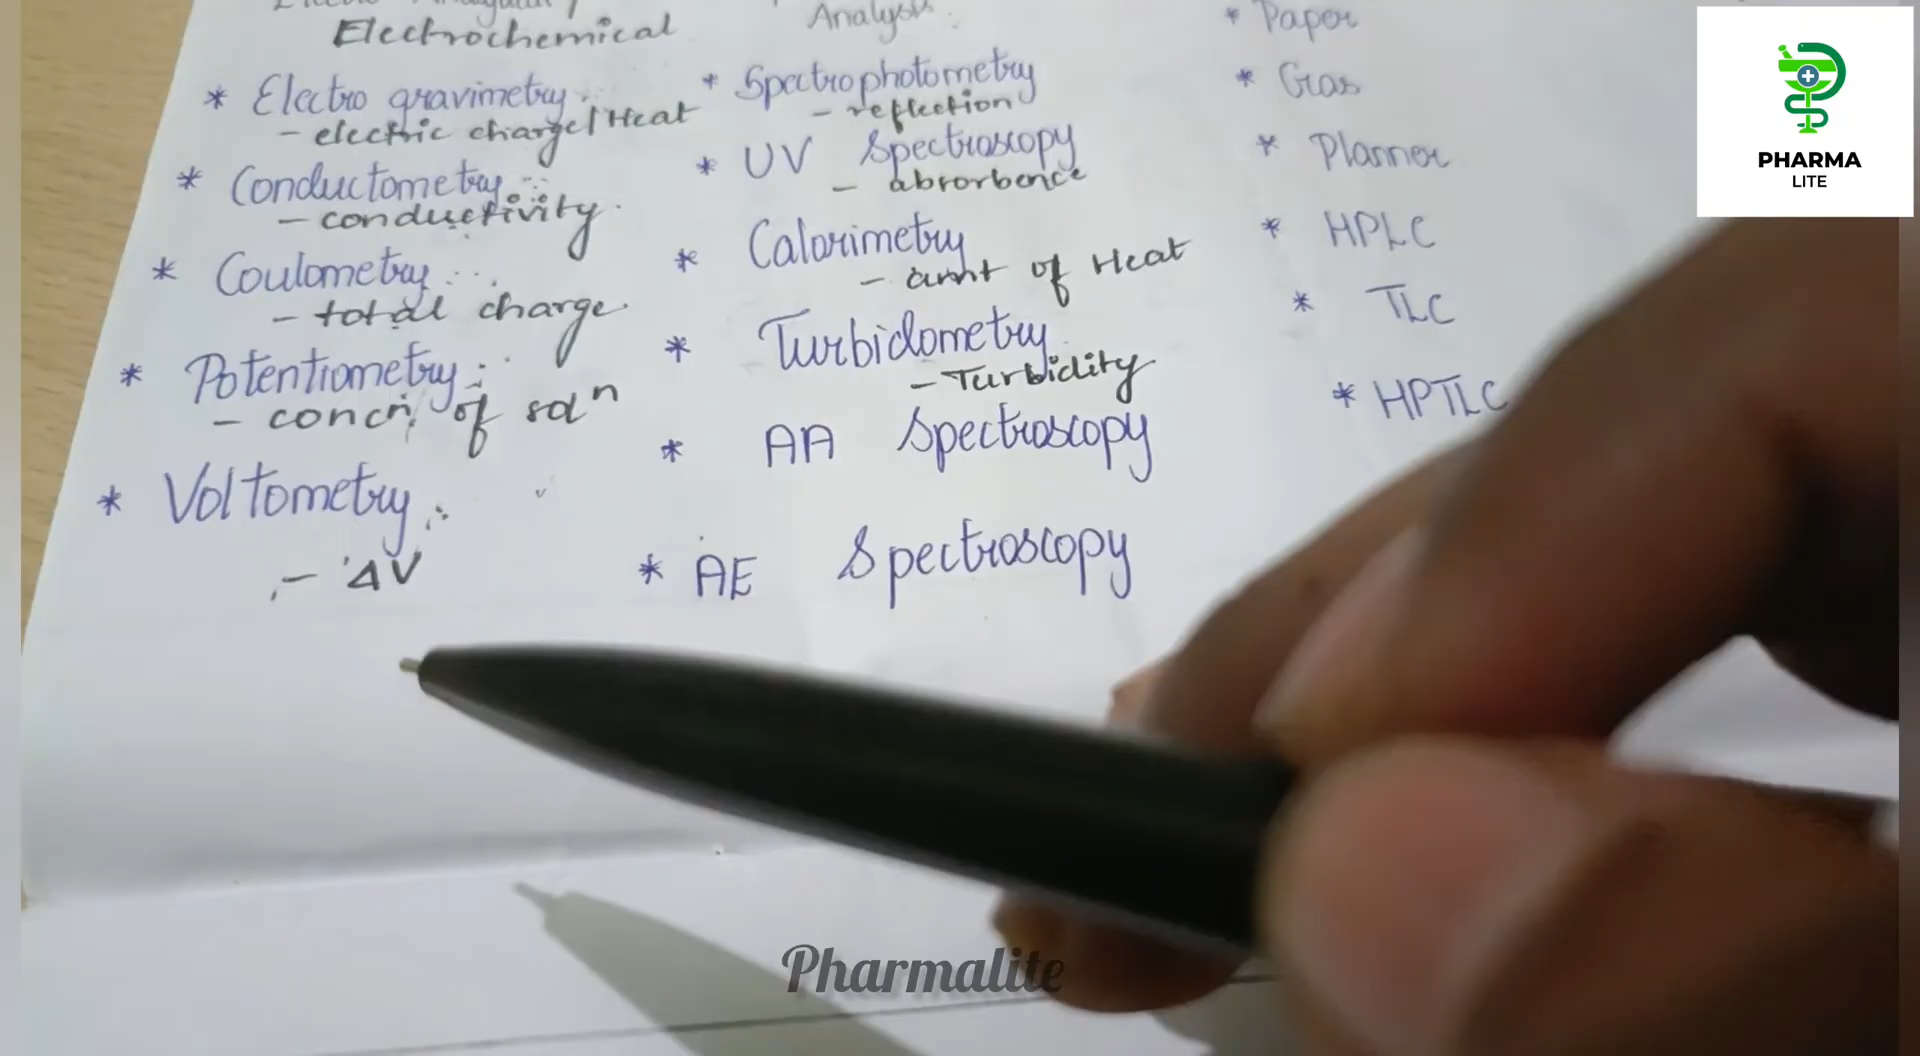 Electrochemical
* Electro gravimetry
- electric charge/Heat
* Conductometry
- conductivity
* Coulometry
- total charge
* Potentiometry
- concn of soln
* Voltometry
- ΔV
Analysis
* Spectrophotometry
- reflection
* UV Spectroscopy
- absorbence
* Calorimetry
- amnt of Heat
* Turbidometry
- Turbidity
* AA Spectroscopy
* AE Spectroscopy
* Paper
* Gas
* Planner
* HPLC
* TLC
* HPTLC
PHARMA
LITE
Pharmalite